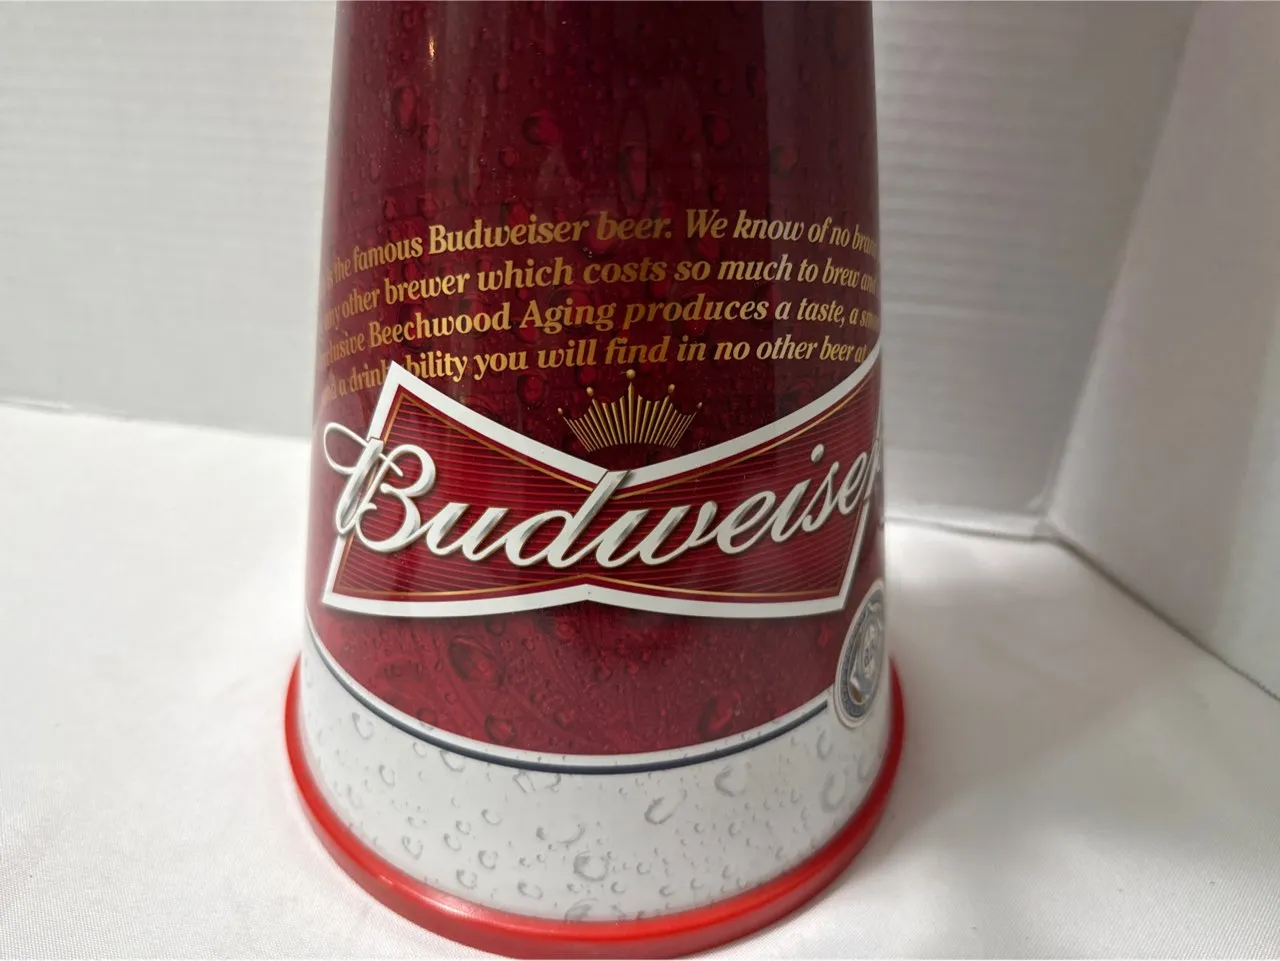 the famous Budweiser beer. We know of no
other brewer which costs so much to brew and
Beechwood Aging produces a taste, a
you will find in no other beer at
Budweiser